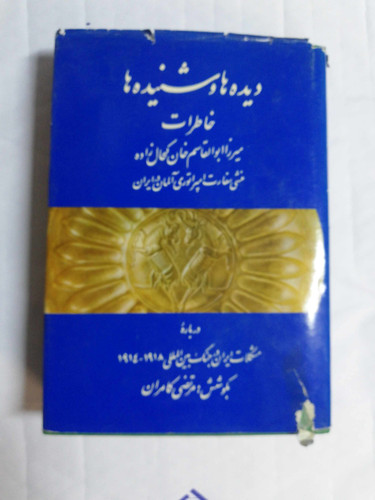 دیده‌ها و شنیده‌ها
خاطرات
میرزا ابوالقاسم خان کحال‌زاده
منشی سفارت امپراتوری آلمان در ایران
دربارهٔ
مشکلات ایران در جنگ بین‌المللی ۱۹۱۸-۱۹۱۴
بکوشش: مرتضی کامران